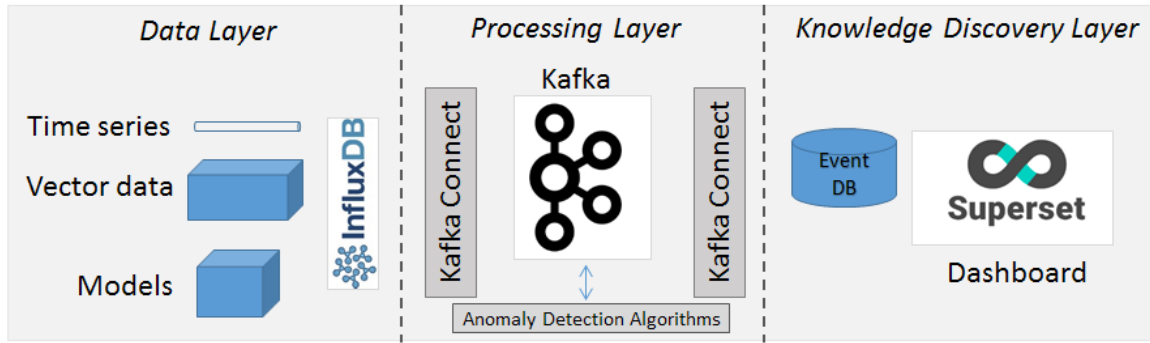 Data Layer
Time series
Vector data
Models
InfluxDB
Processing Layer
Kafka
Kafka Connect
Kafka Connect
Anomaly Detection Algorithms
Knowledge Discovery Layer
Event
DB
Superset
Dashboard